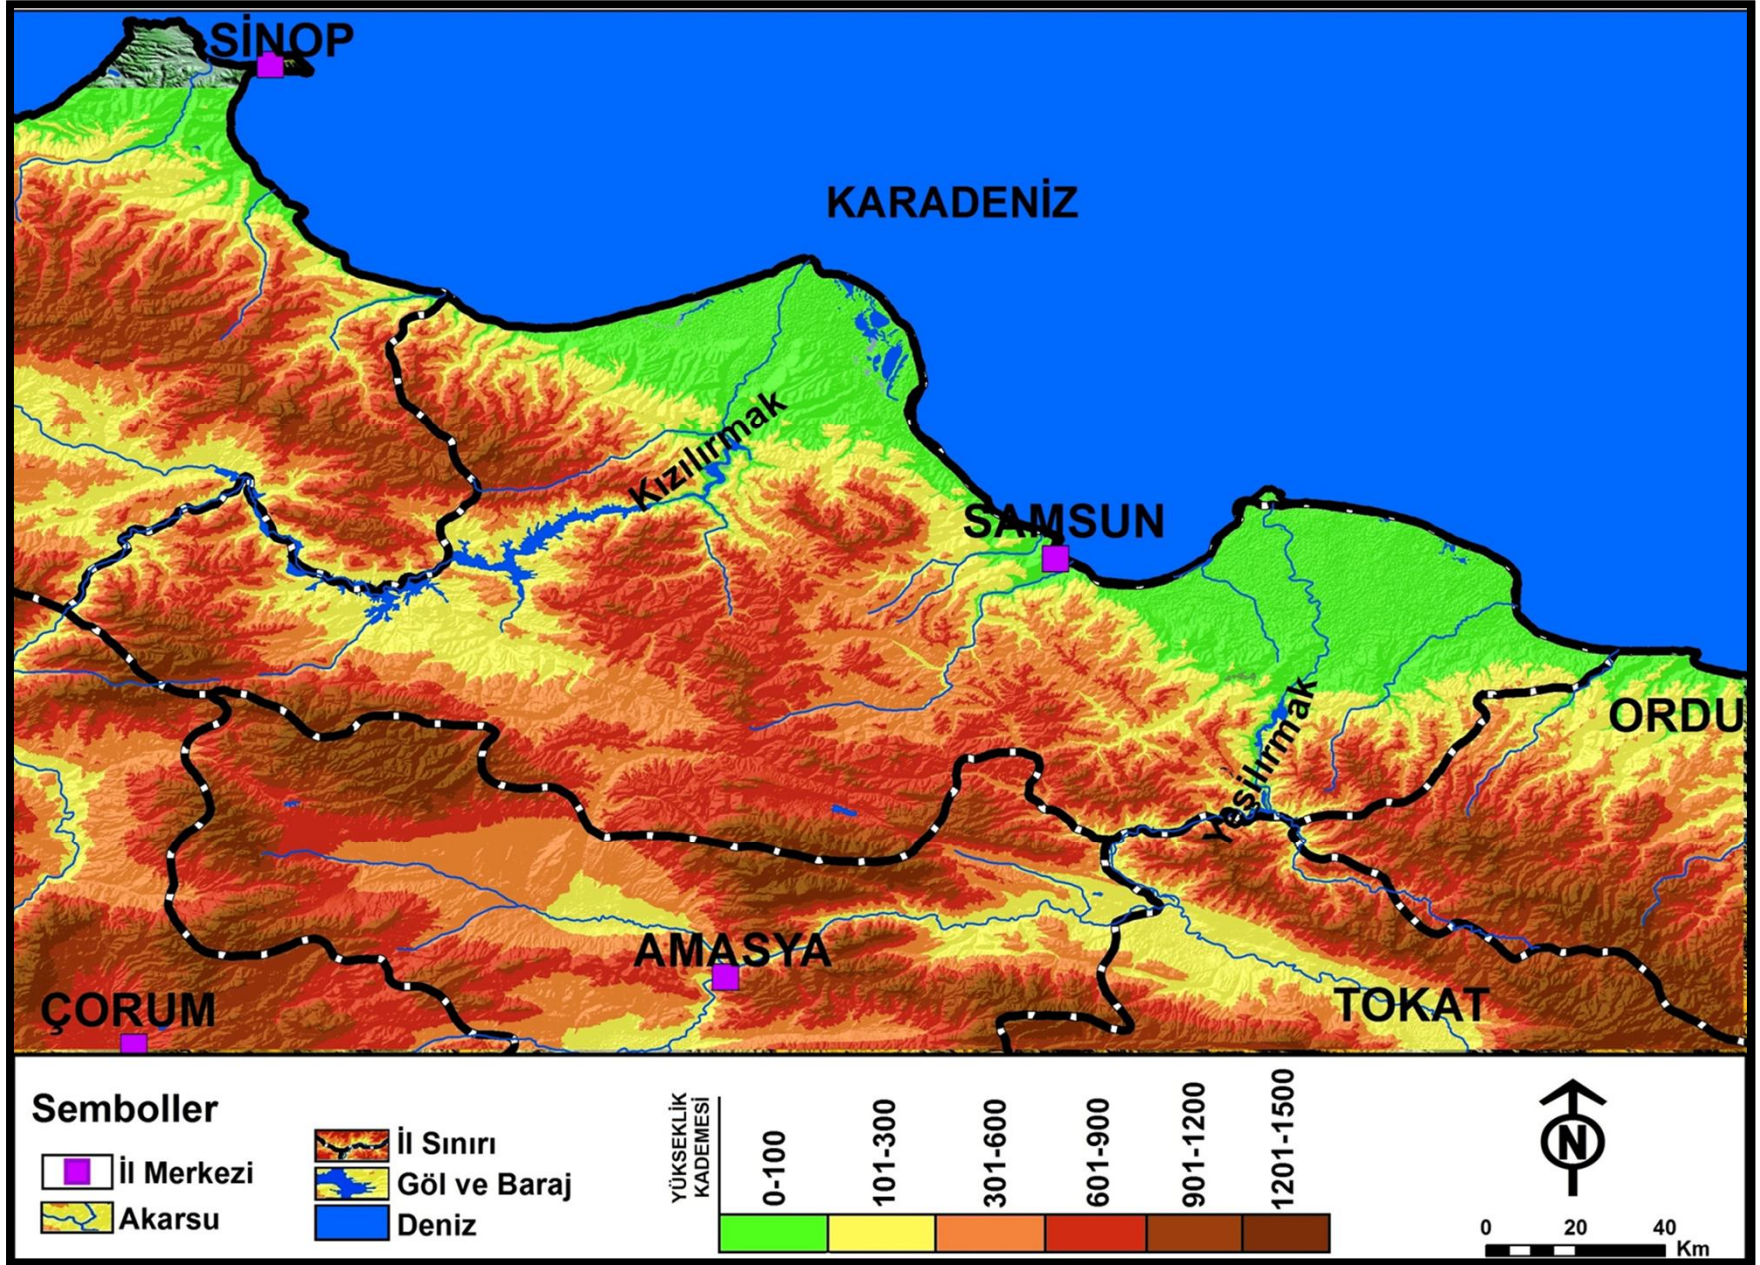 SİNOP
KARADENİZ
Kızılırmak
SAMSUN
Yeşilırmak
ORDU
AMASYA
TOKAT
ÇORUM
Semboller
İl Merkezi
Akarsu
İl Sınırı
Göl ve Baraj
Deniz
YÜKSEKLİK
KADEMESİ
0-100
101-300
301-600
601-900
901-1200
1201-1500
N
0 20 40
Km